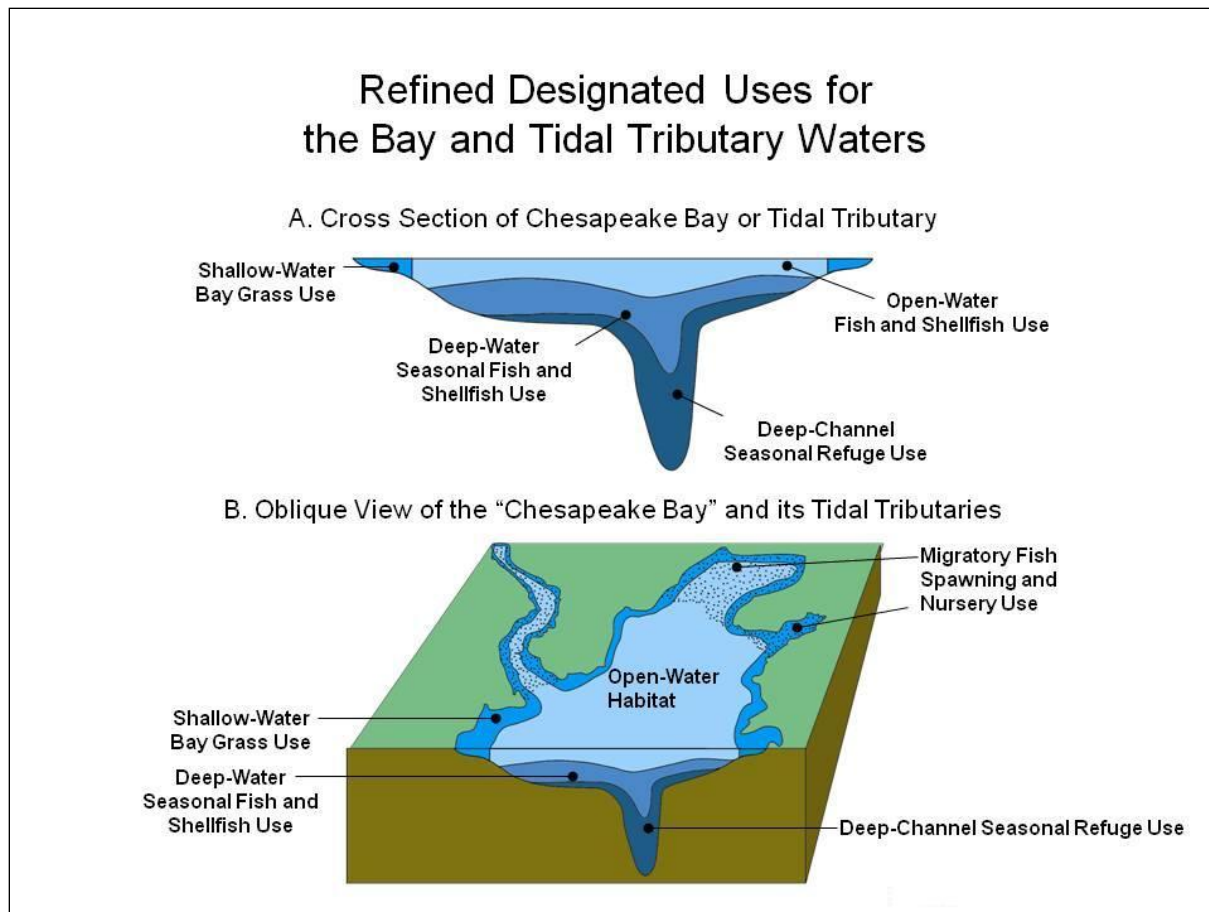 Refined Designated Uses for
the Bay and Tidal Tributary Waters
A. Cross Section of Chesapeake Bay or Tidal Tributary
Shallow-Water
Bay Grass Use
Open-Water
Fish and Shellfish Use
Deep-Water
Seasonal Fish and
Shellfish Use
Deep-Channel
Seasonal Refuge Use
B. Oblique View of the “Chesapeake Bay” and its Tidal Tributaries
Migratory Fish
Spawning and
Nursery Use
Open-Water
Habitat
Shallow-Water
Bay Grass Use
Deep-Water
Seasonal Fish and
Shellfish Use
Deep-Channel Seasonal Refuge Use